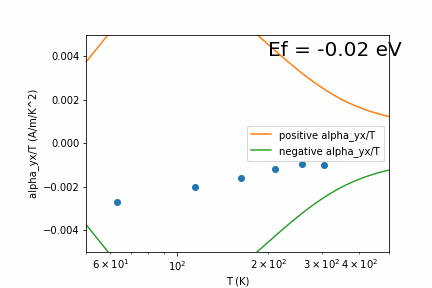 Ef = -0.02 eV
0.004
0.002
0.000
-0.002
-0.004
alpha_yx/T (A/m/K^2)
positive alpha_yx/T
negative alpha_yx/T
6 × 10¹ 10² 2 × 10² 3 × 10² 4 × 10²
T (K)